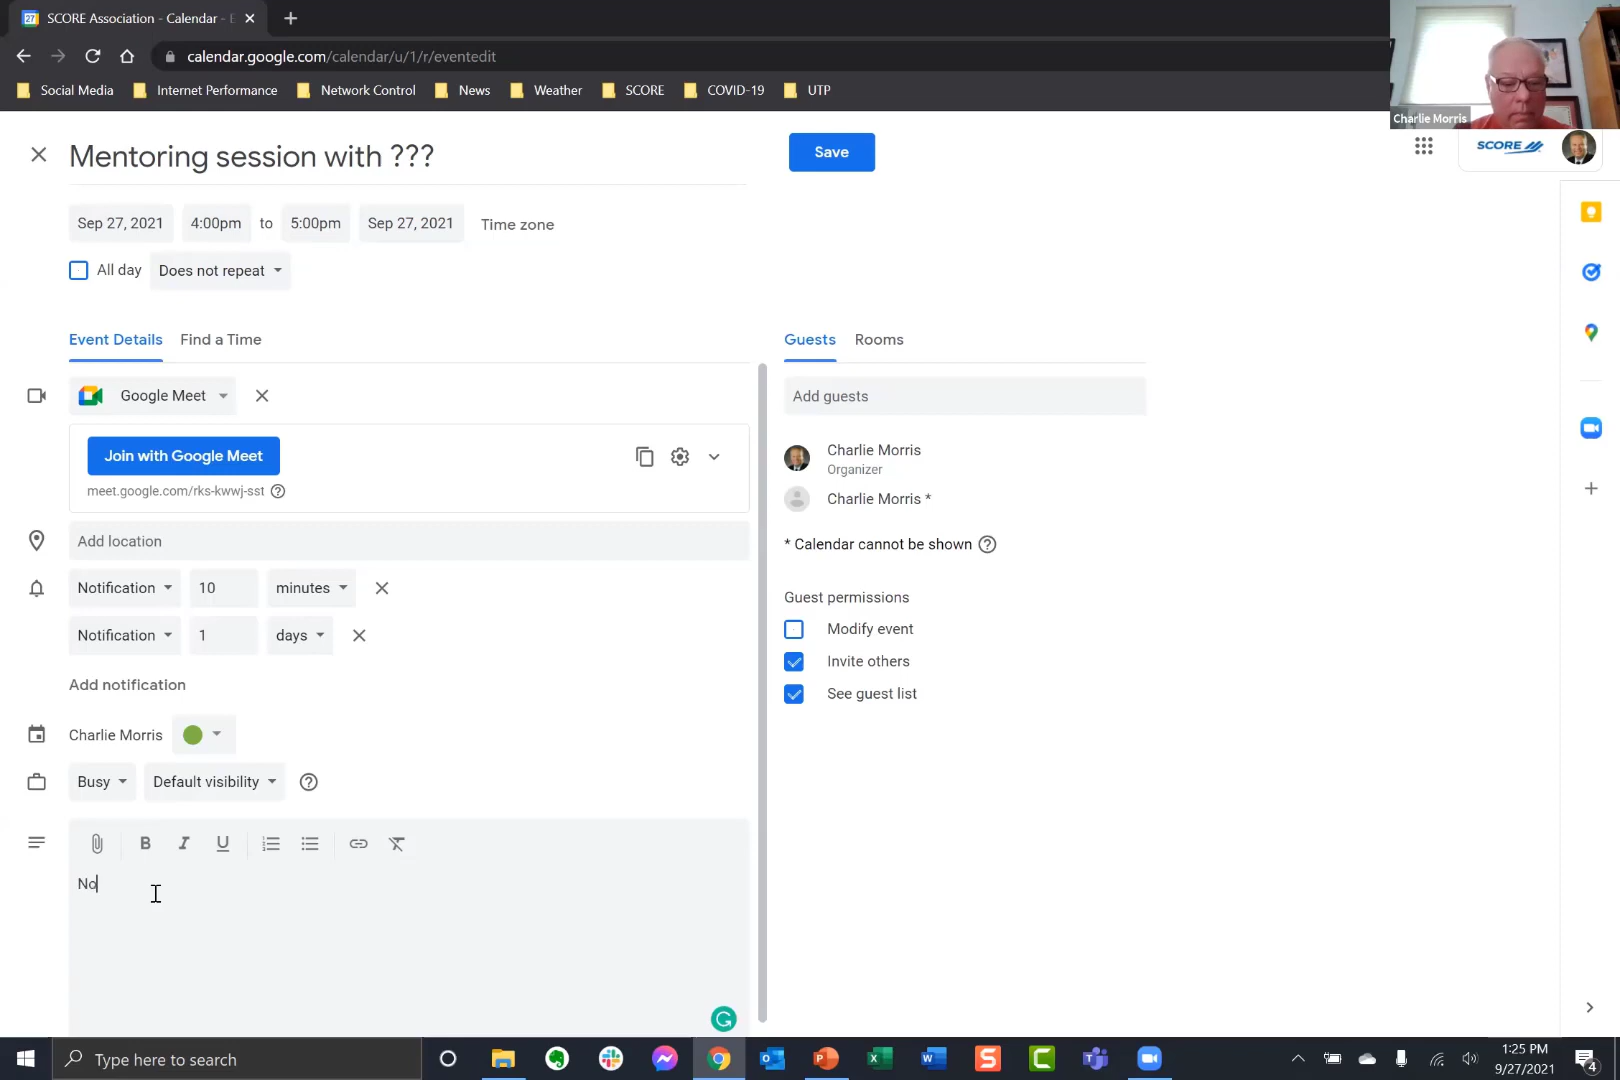 SCORE Association - Calendar - E
calendar.google.com/calendar/u/1/r/eventedit
Social Media Internet Performance Network Control News Weather SCORE COVID-19 UTP
Charlie Morris
Mentoring session with ???
Save
SCORE
Sep 27, 2021 4:00pm to 5:00pm Sep 27, 2021 Time zone
All day Does not repeat
Event Details Find a Time
Guests Rooms
Google Meet
Add guests
Join with Google Meet
meet.google.com/rks-kwwj-sst
Charlie Morris
Organizer
Charlie Morris *
Add location
* Calendar cannot be shown
Notification 10 minutes
Guest permissions
Notification 1 days
Modify event
Invite others
Add notification
See guest list
Charlie Morris
Busy Default visibility
B I U
No
Type here to search
1:25 PM
9/27/2021
4